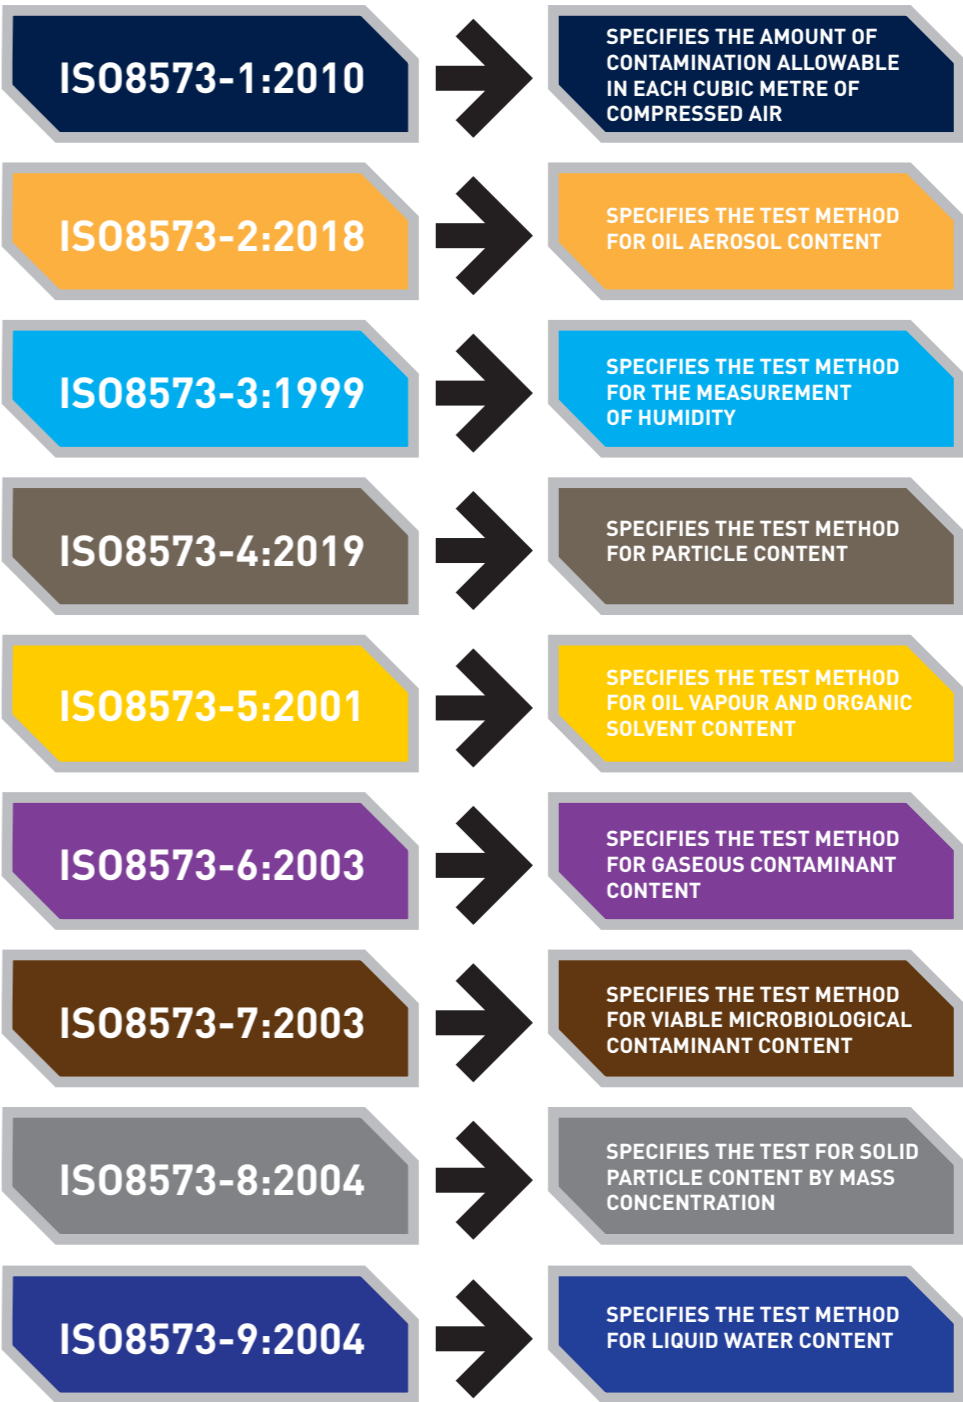 ISO8573-1:2010
SPECIFIES THE AMOUNT OF
CONTAMINATION ALLOWABLE
IN EACH CUBIC METRE OF
COMPRESSED AIR
ISO8573-2:2018
SPECIFIES THE TEST METHOD
FOR OIL AEROSOL CONTENT
ISO8573-3:1999
SPECIFIES THE TEST METHOD
FOR THE MEASUREMENT
OF HUMIDITY
ISO8573-4:2019
SPECIFIES THE TEST METHOD
FOR PARTICLE CONTENT
ISO8573-5:2001
SPECIFIES THE TEST METHOD
FOR OIL VAPOUR AND ORGANIC
SOLVENT CONTENT
ISO8573-6:2003
SPECIFIES THE TEST METHOD
FOR GASEOUS CONTAMINANT
CONTENT
ISO8573-7:2003
SPECIFIES THE TEST METHOD
FOR VIABLE MICROBIOLOGICAL
CONTAMINANT CONTENT
ISO8573-8:2004
SPECIFIES THE TEST FOR SOLID
PARTICLE CONTENT BY MASS
CONCENTRATION
ISO8573-9:2004
SPECIFIES THE TEST METHOD
FOR LIQUID WATER CONTENT